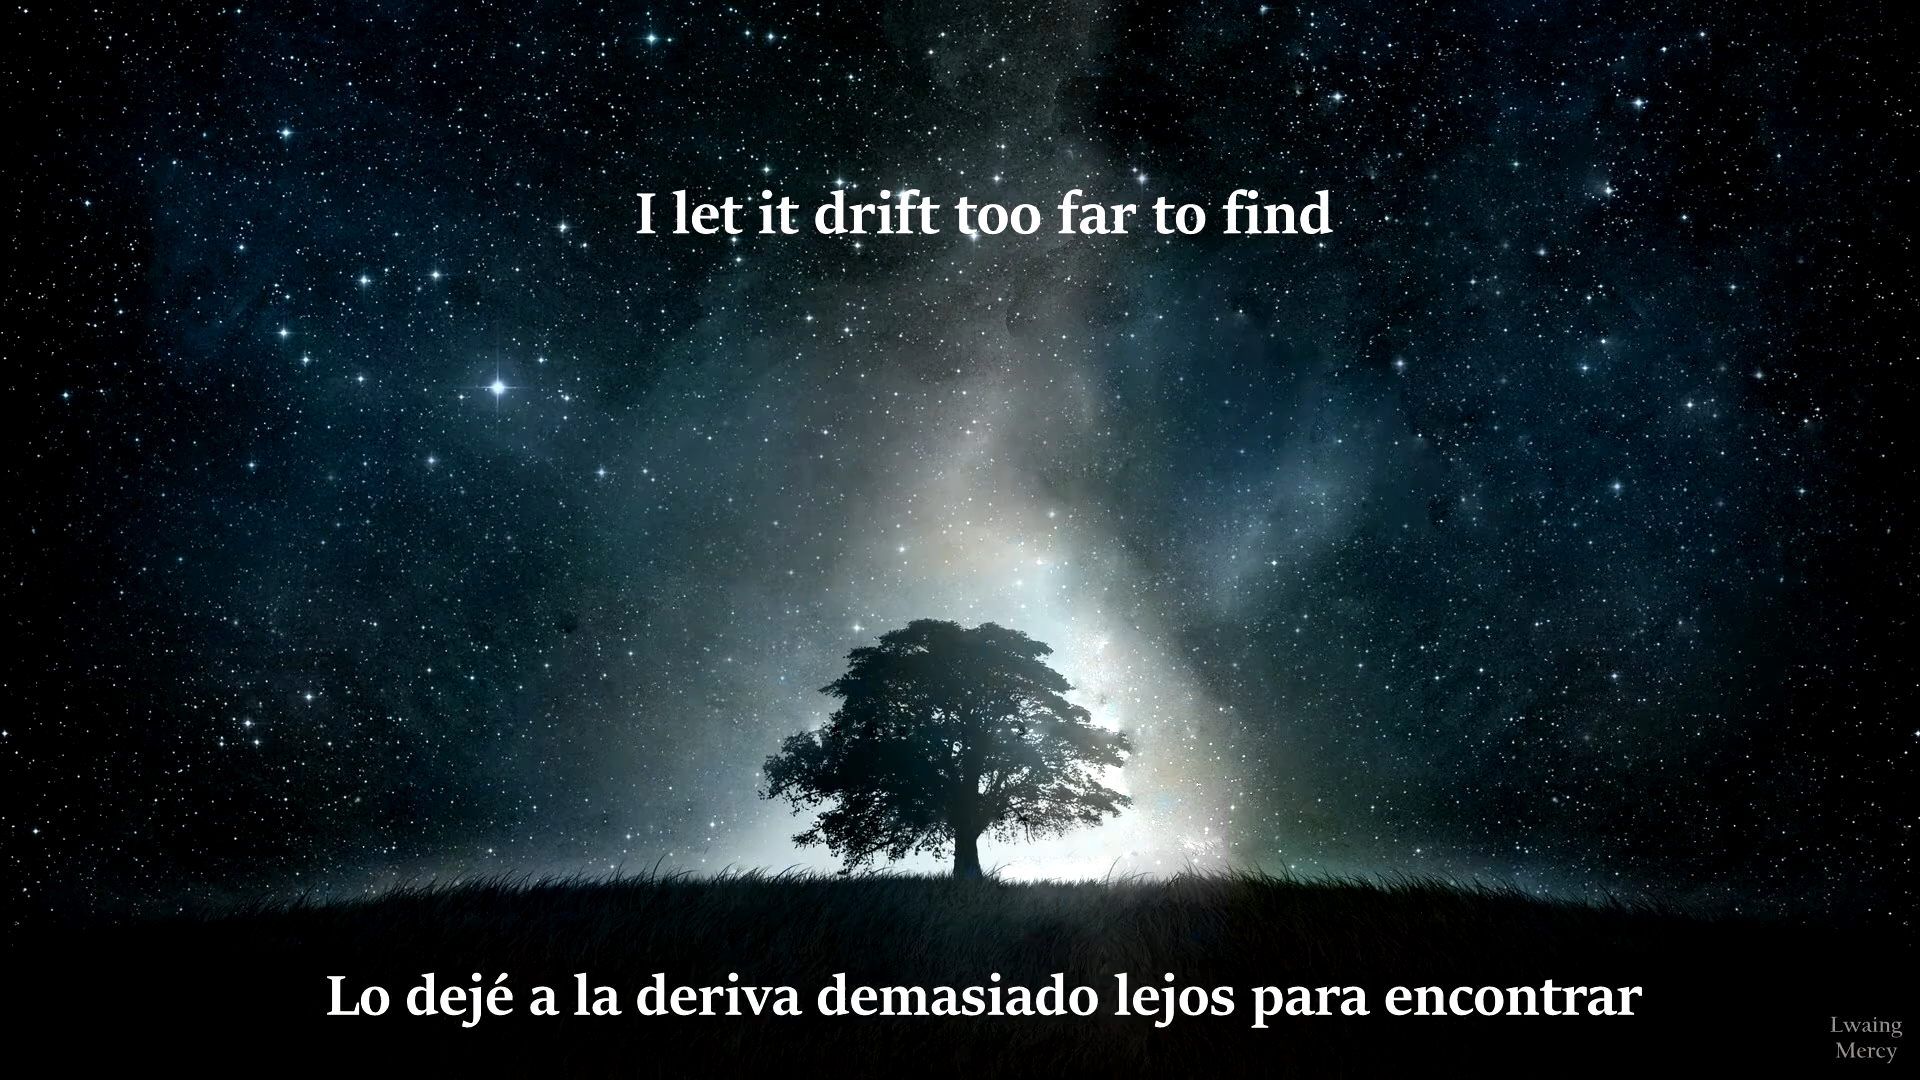 I let it drift too far to find
Lo dejé a la deriva demasiado lejos para encontrar
Lwaing
Mercy